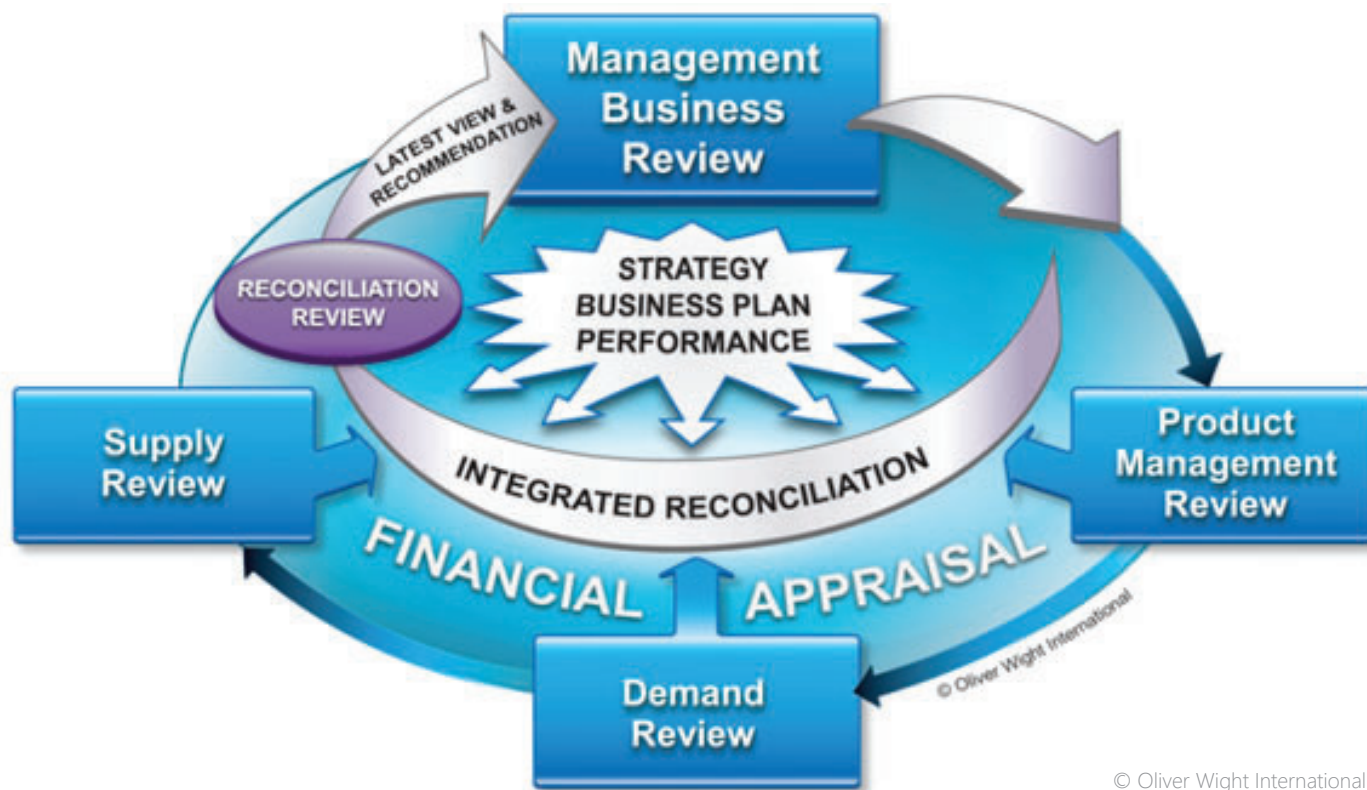 Management
Business
Review
LATEST VIEW &
RECOMMENDATION
RECONCILIATION
REVIEW
STRATEGY
BUSINESS PLAN
PERFORMANCE
Supply
Review
Product
Management
Review
INTEGRATED RECONCILIATION
FINANCIAL APPRAISAL
Demand
Review
© Oliver Wight International
© Oliver Wight International